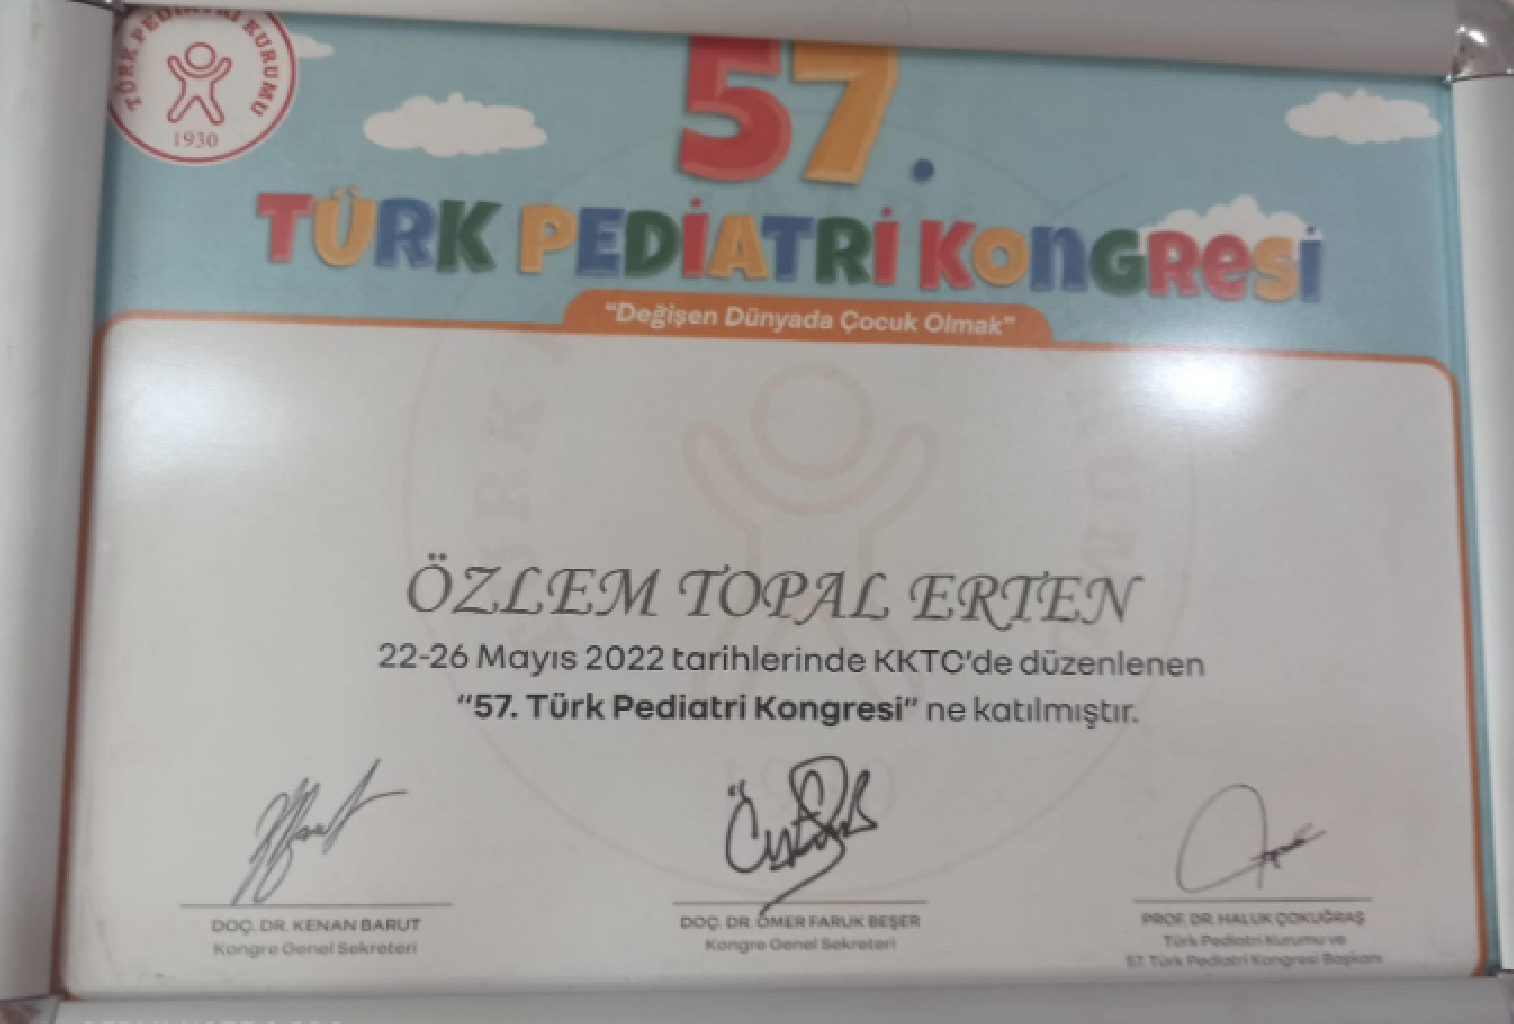 TÜRK PEDİATRİ KURUMU
1930
57.
TÜRK PEDİATRİ KONGRESİ
"Değişen Dünyada Çocuk Olmak"
ÖZLEM TOPAL ERTEN
22-26 Mayıs 2022 tarihlerinde KKTC'de düzenlenen
"57. Türk Pediatri Kongresi" ne katılmıştır.
DOÇ. DR. KENAN BARUT
Kongre Genel Sekreteri
DOÇ. DR. ÖMER FARUK BEŞER
Kongre Genel Sekreteri
PROF. DR. HALUK ÇOKUĞRAŞ
Türk Pediatri Kurumu ve
57. Türk Pediatri Kongresi Başkanı